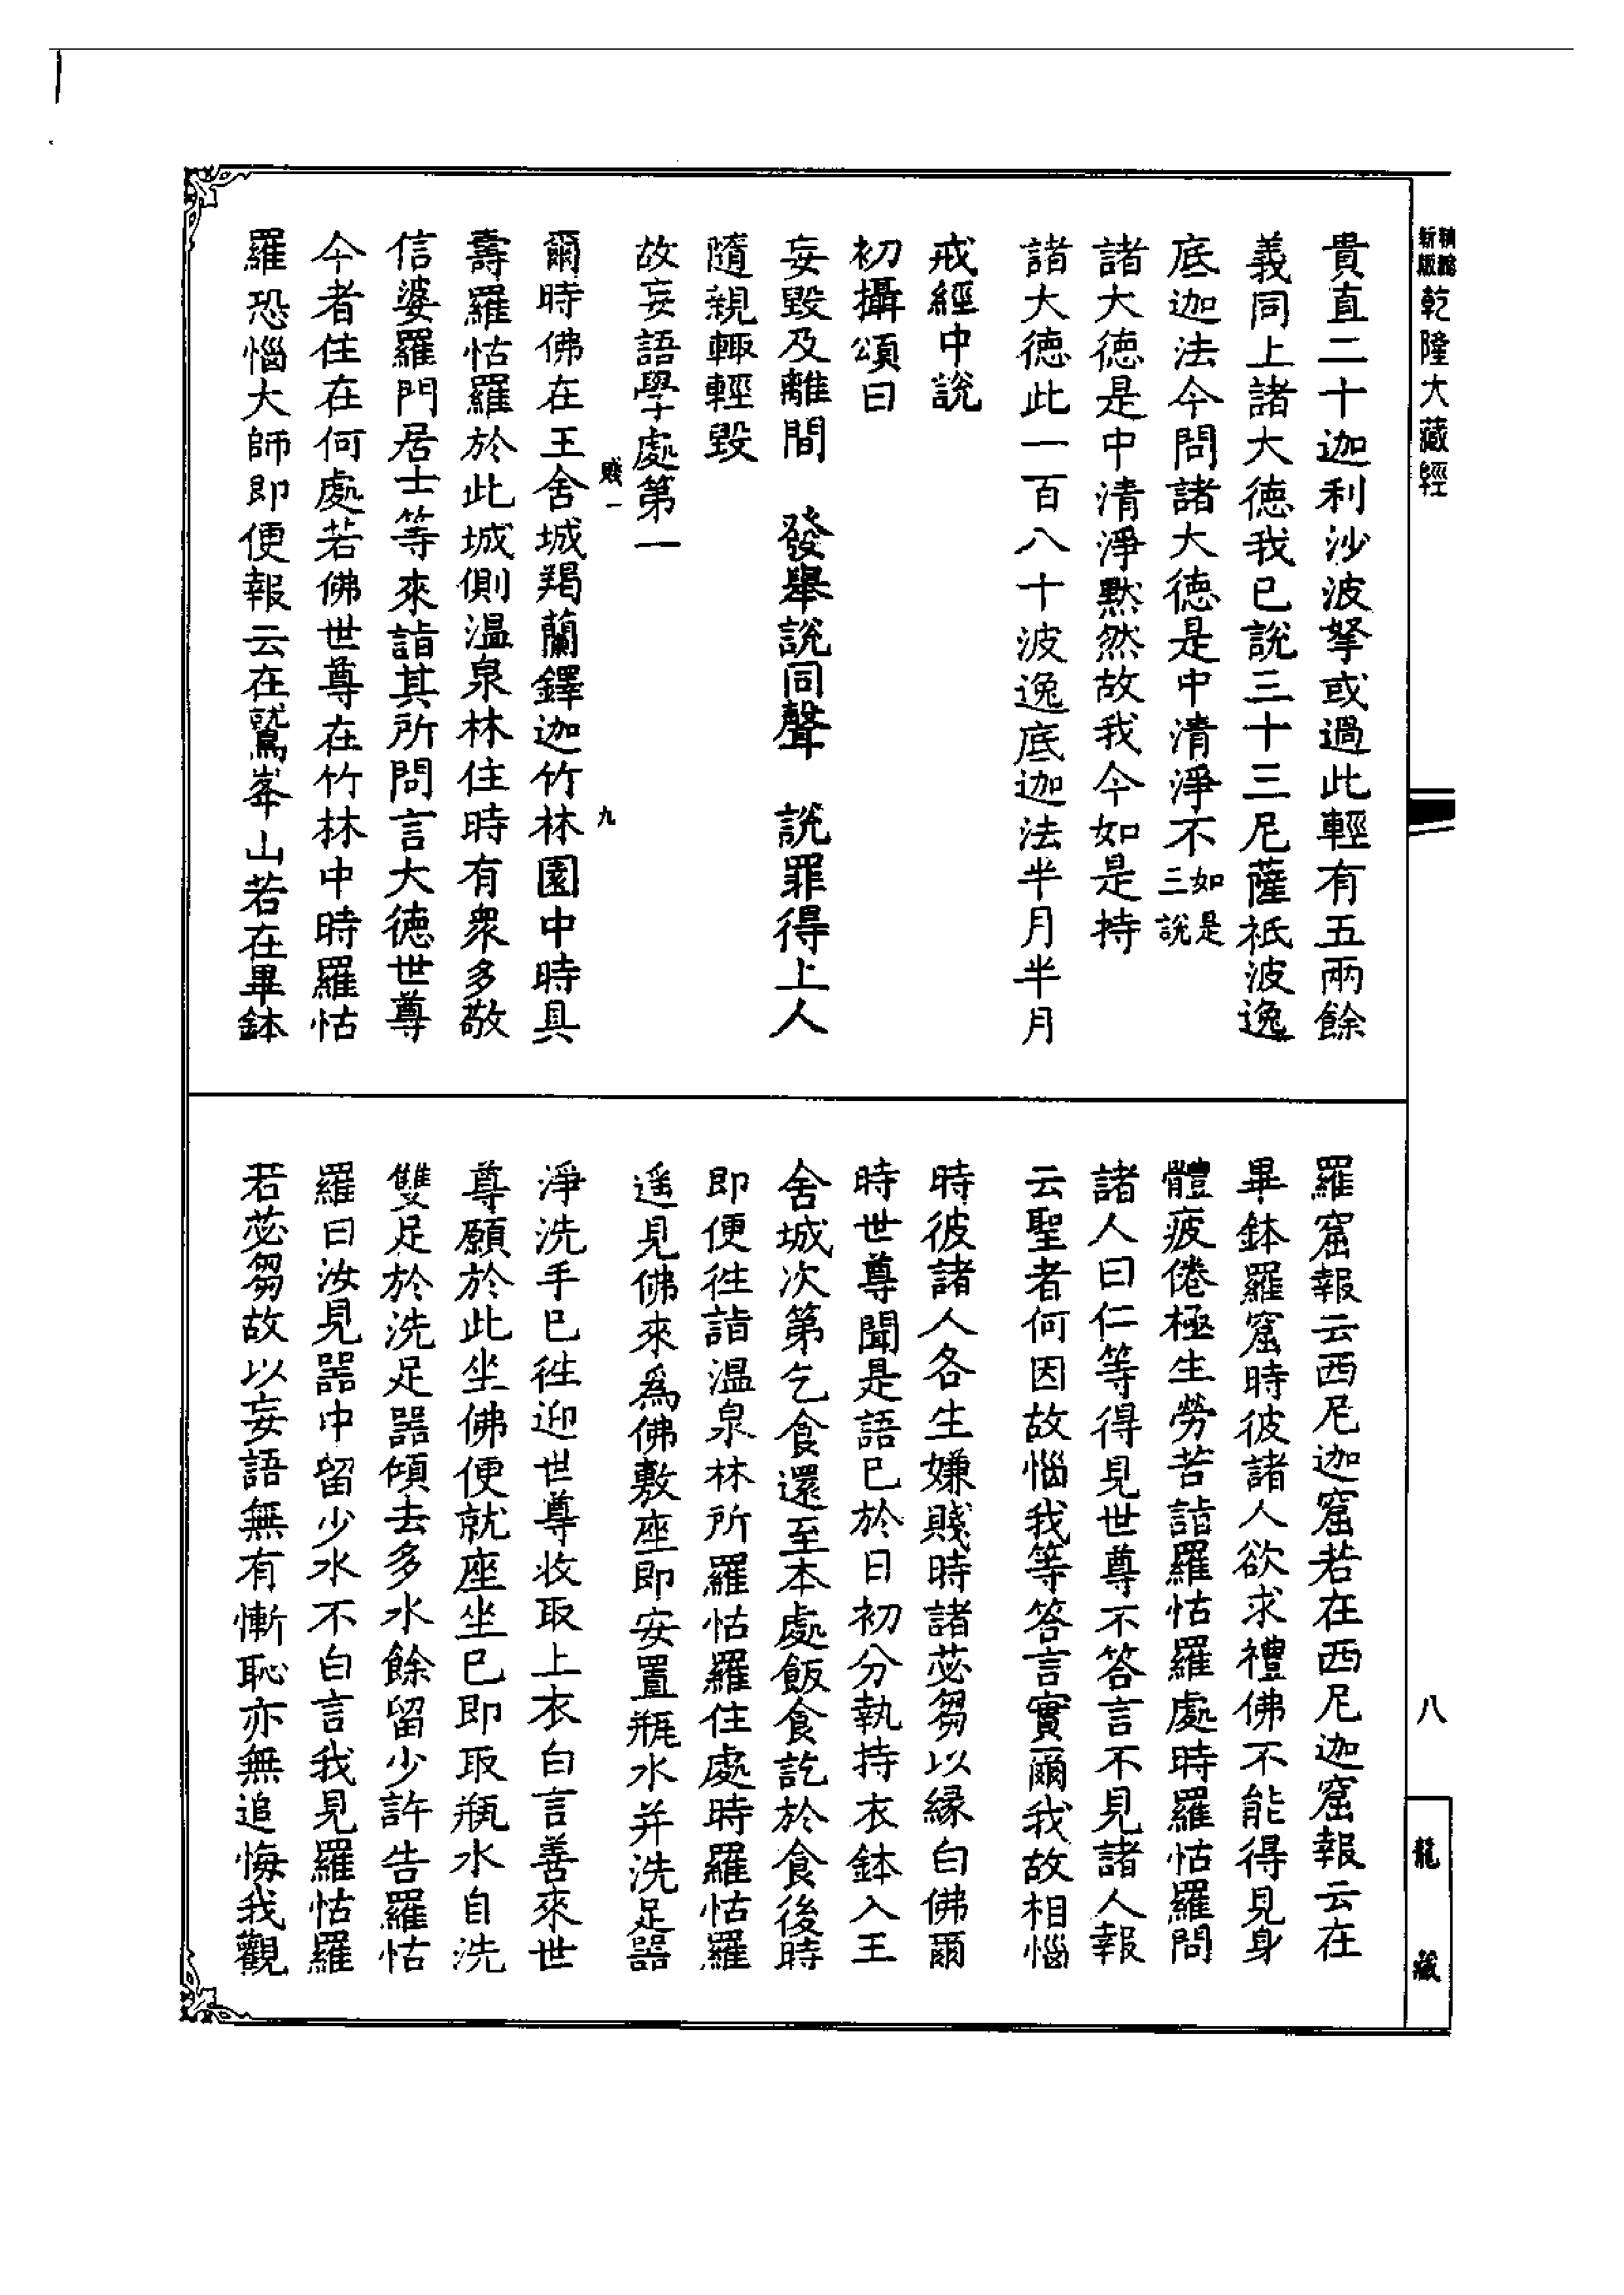 精縮新版乾隆大藏經
貴直二十迦利沙波拏或過此輕有五兩餘
義同上諸大德我已說三十三尼薩祇波逸
底迦法今問諸大德是中清淨不如是三說
諸大德是中清淨黙然故我今如是持
諸大德此一百八十波逸底迦法半月半月
戒經中說
初攝頌曰
妄毀及離間　發舉說同聲　說罪得上人
隨親輙輕毀
故妄語學處第一
賤一　九
爾時佛在王舍城羯蘭鐸迦竹林園中時具
壽羅怙羅於此城側温泉林住時有衆多敬
信婆羅門居士等來詣其所問言大德世尊
今者住在何處若佛世尊在竹林中時羅怙
羅恐惱大師即便報云在鷲峯山若在畢鉢
八
龍藏
羅窟報云西尼迦窟若在西尼迦窟報云在
畢鉢羅窟時彼諸人欲求禮佛不能得見身
體疲倦極生勞苦詣羅怙羅處時羅怙羅問
諸人曰仁等得見世尊不答言不見諸人報
云聖者何因故惱我等答言實爾我故相惱
時彼諸人各生嫌賤時諸苾芻以緣白佛爾
時世尊聞是語已於日初分執持衣鉢入王
舍城次第乞食還至本處飯食訖於食後時
即便往詣温泉林所羅怙羅住處時羅怙羅
遥見佛來為佛敷座即安置瓶水并洗足器
淨洗手已徃迎世尊收取上衣白言善來世
尊願於此坐佛便就座坐已即取瓶水自洗
雙足於洗足器傾去多水餘留少許告羅怙
羅曰汝見器中留少水不白言我見羅怙羅
若苾芻故以妄語無有慚恥亦無追悔我觀